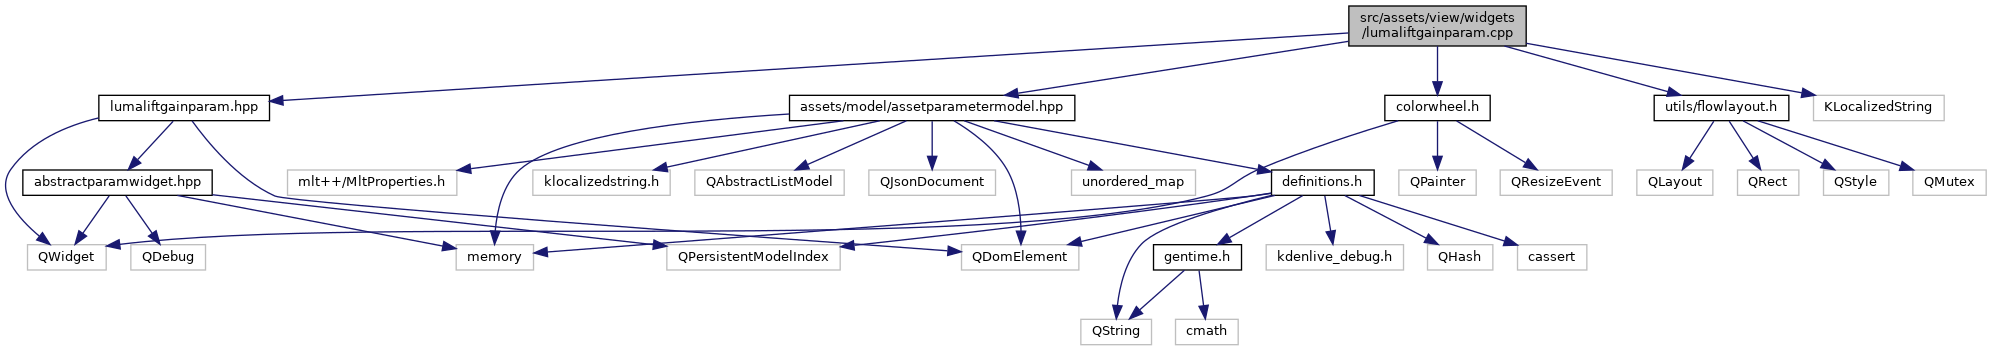 src/assets/view/widgets
/lumaliftgainparam.cpp
lumaliftgainparam.hpp
assets/model/assetparametermodel.hpp
colorwheel.h
utils/flowlayout.h
KLocalizedString
abstractparamwidget.hpp
mlt++/MltProperties.h
klocalizedstring.h
QAbstractListModel
QJsonDocument
unordered_map
definitions.h
QPainter
QResizeEvent
QLayout
QRect
QStyle
QMutex
QWidget
QDebug
memory
QPersistentModelIndex
QDomElement
gentime.h
kdenlive_debug.h
QHash
cassert
QString
cmath